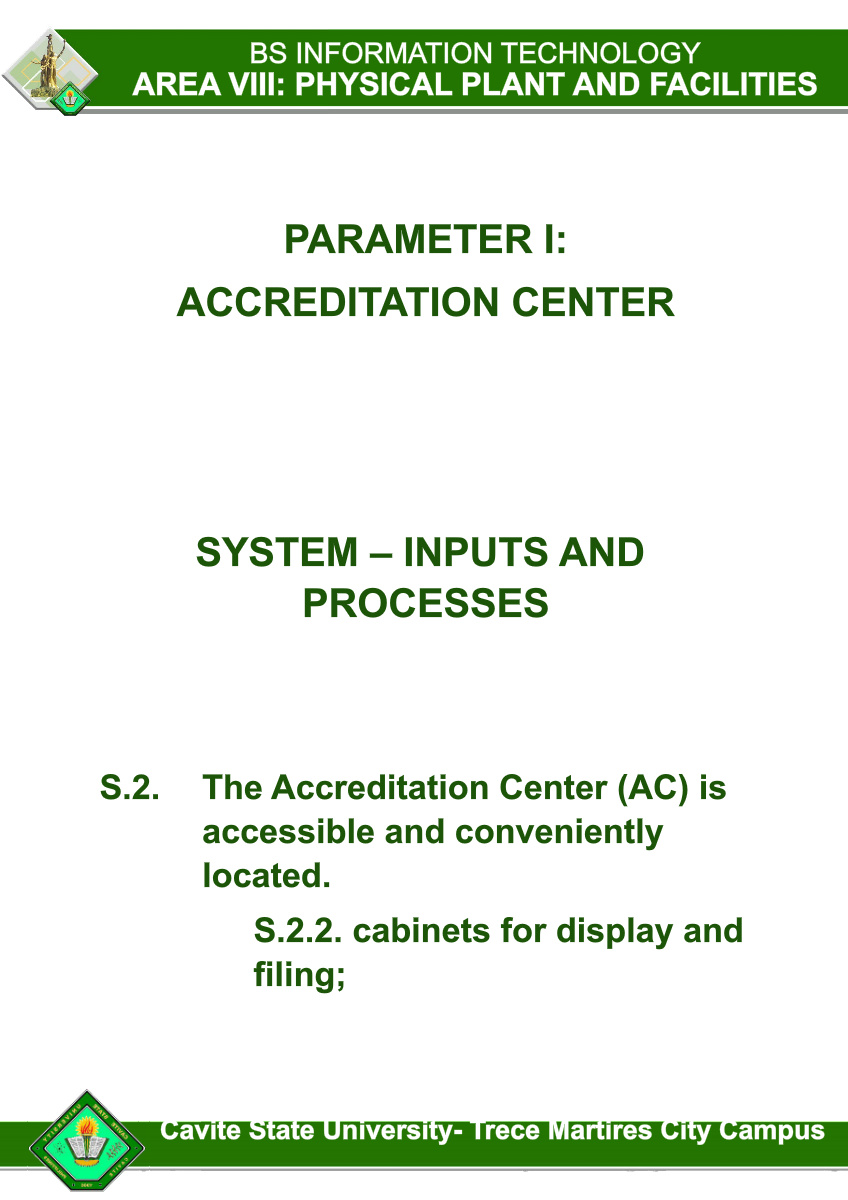 BS INFORMATION TECHNOLOGY
AREA VIII: PHYSICAL PLANT AND FACILITIES
PARAMETER I:
ACCREDITATION CENTER
SYSTEM – INPUTS AND
PROCESSES
S.2. The Accreditation Center (AC) is
accessible and conveniently
located.
S.2.2. cabinets for display and
filing;
Cavite State University- Trece Martires City Campus